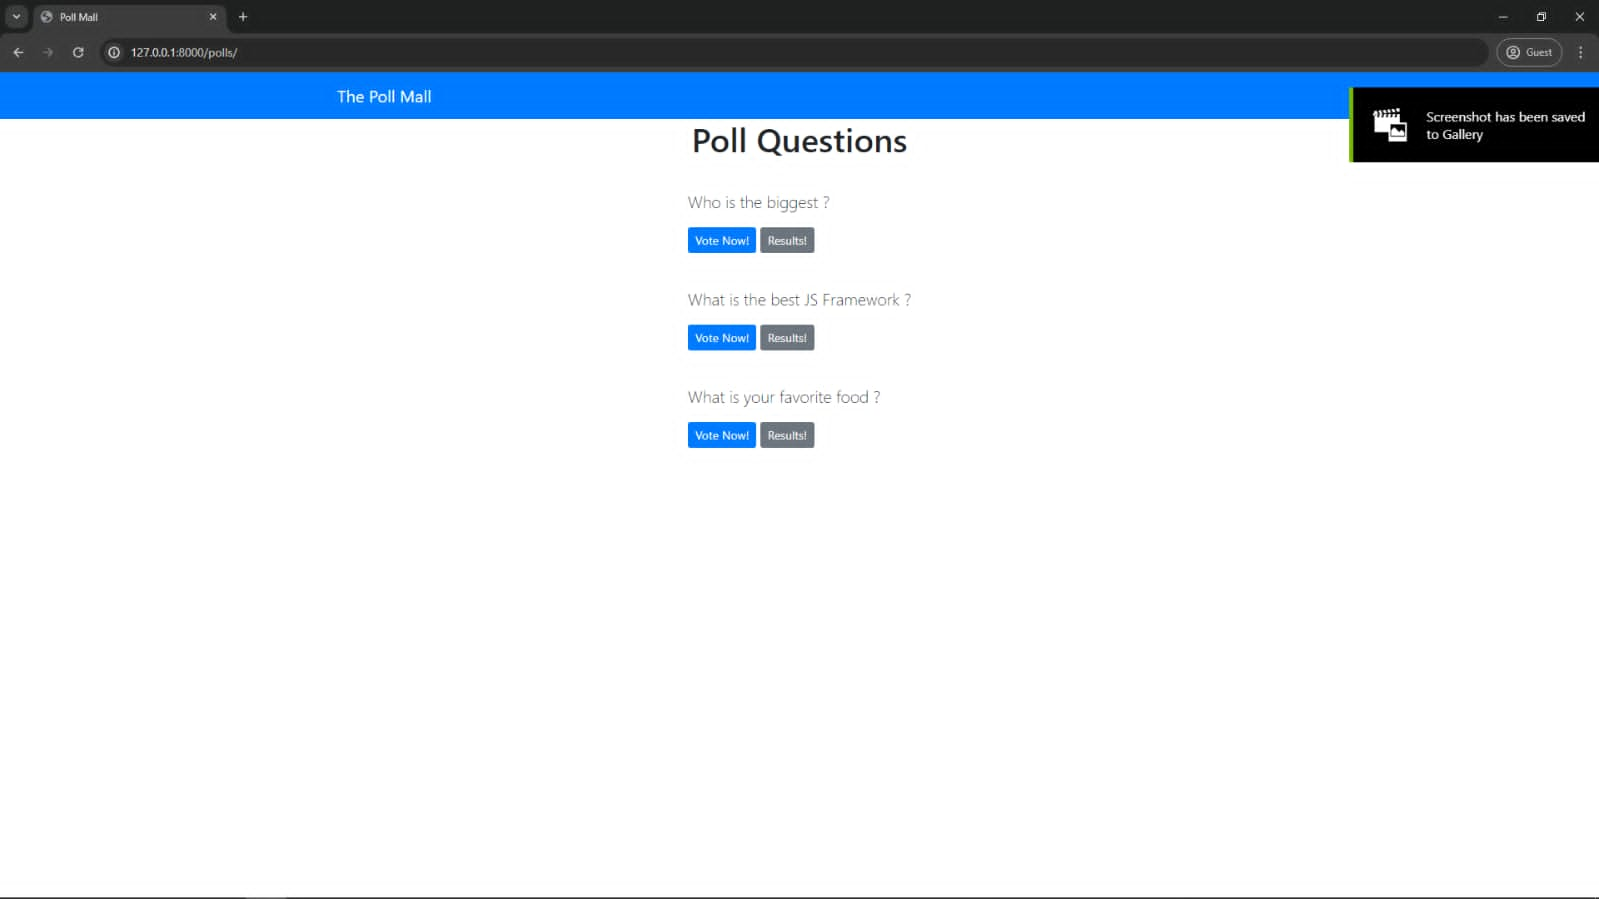 Poll Mall
127.0.0.1:8000/polls/
Guest
The Poll Mall
Screenshot has been saved
to Gallery
Poll Questions
Who is the biggest ?
Vote Now! Results!
What is the best JS Framework ?
Vote Now! Results!
What is your favorite food ?
Vote Now! Results!